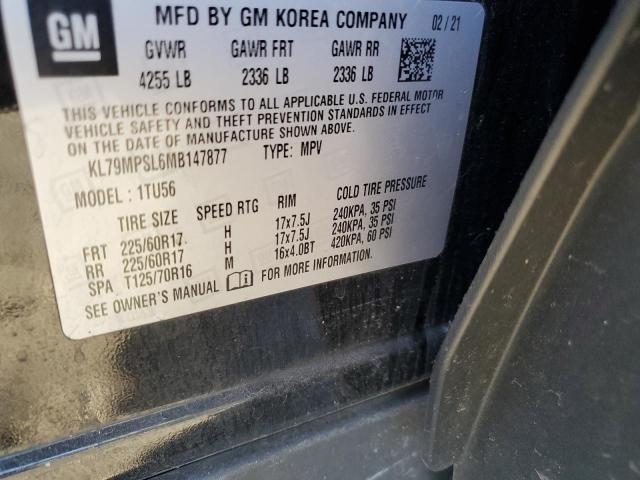 GM
MFD BY GM KOREA COMPANY 02/21
GVWR GAWR FRT GAWR RR
4255 LB 2336 LB 2336 LB
THIS VEHICLE CONFORMS TO ALL APPLICABLE U.S. FEDERAL MOTOR
VEHICLE SAFETY AND THEFT PREVENTION STANDARDS IN EFFECT
ON THE DATE OF MANUFACTURE SHOWN ABOVE.
KL79MPSL6MB147877 TYPE: MPV
MODEL: 1TU56
TIRE SIZE SPEED RTG RIM COLD TIRE PRESSURE
FRT 225/60R17 H 17x7.5J 240KPA, 35 PSI
RR 225/60R17 H 17x7.5J 240KPA, 35 PSI
SPA T125/70R16 M 16x4.0BT 420KPA, 60 PSI
SEE OWNER'S MANUAL FOR MORE INFORMATION.